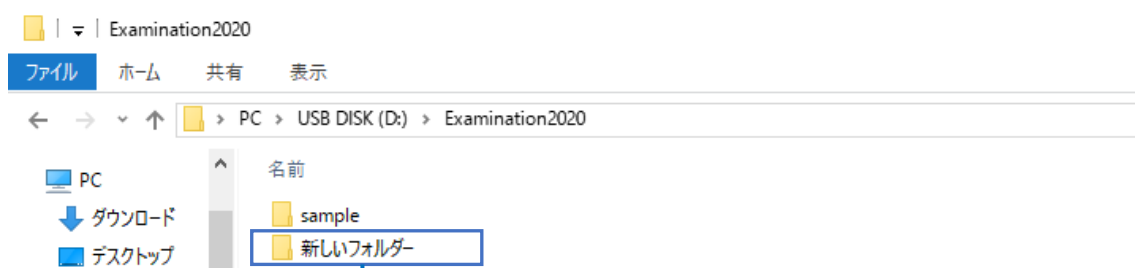 Examination2020
ファイル ホーム 共有 表示
PC > USB DISK (D:) > Examination2020
名前
PC
ダウンロード
デスクトップ
sample
新しいフォルダー